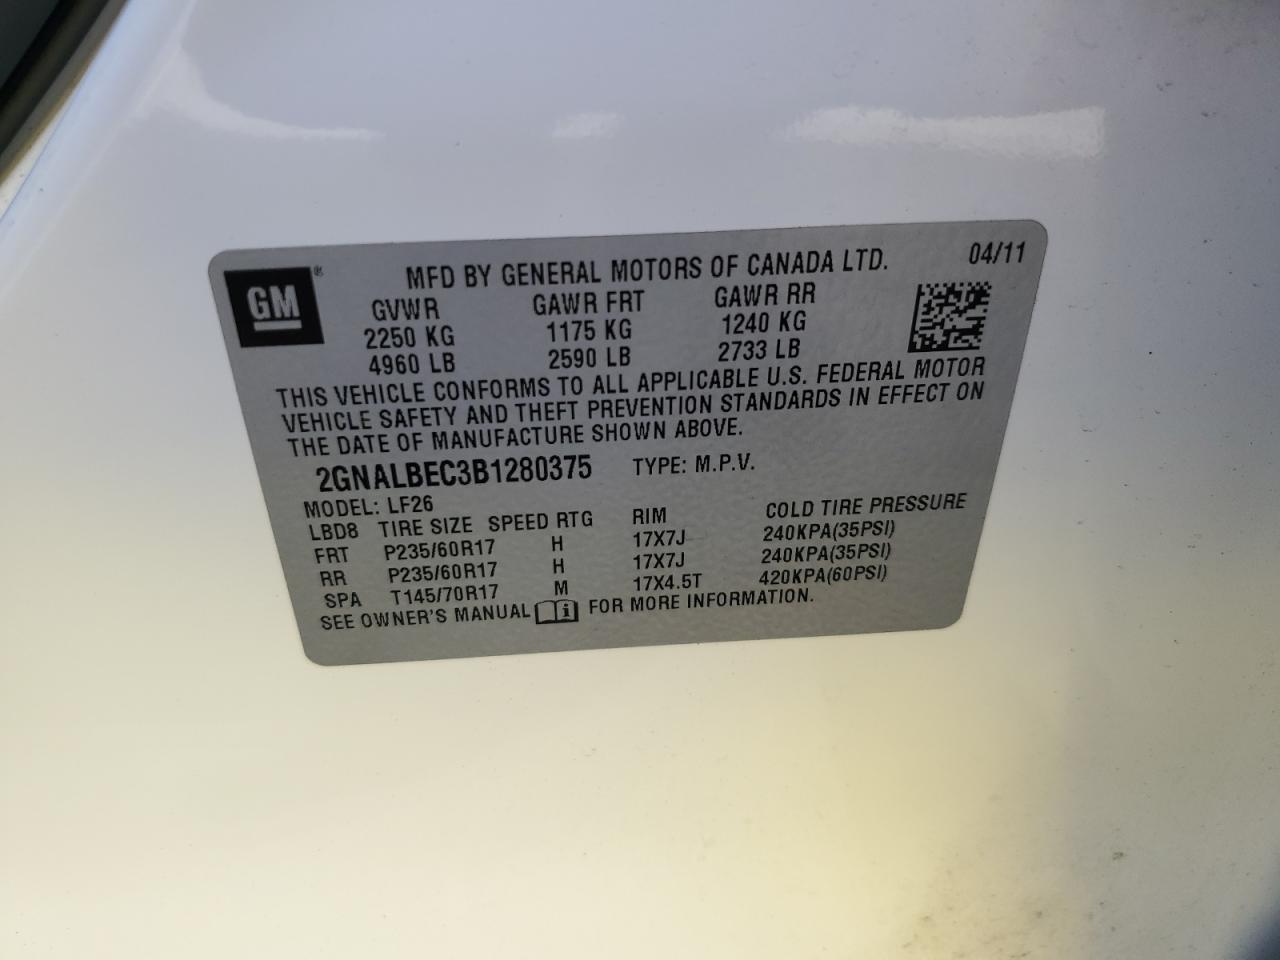 GM ® MFD BY GENERAL MOTORS OF CANADA LTD. 04/11
GVWR GAWR FRT GAWR RR
2250 KG 1175 KG 1240 KG
4960 LB 2590 LB 2733 LB
THIS VEHICLE CONFORMS TO ALL APPLICABLE U.S. FEDERAL MOTOR
VEHICLE SAFETY AND THEFT PREVENTION STANDARDS IN EFFECT ON
THE DATE OF MANUFACTURE SHOWN ABOVE.
2GNALBEC3B1280375 TYPE: M.P.V.
MODEL: LF26
LBD8 TIRE SIZE SPEED RTG RIM COLD TIRE PRESSURE
FRT P235/60R17 H 17X7J 240KPA(35PSI)
RR P235/60R17 H 17X7J 240KPA(35PSI)
SPA T145/70R17 M 17X4.5T 420KPA(60PSI)
SEE OWNER'S MANUAL i FOR MORE INFORMATION.